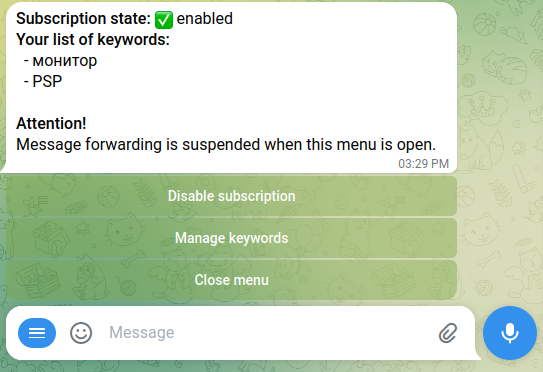 Subscription state: ✅ enabled
Your list of keywords:
- монитор
- PSP
Attention!
Message forwarding is suspended when this menu is open.
03:29 PM
Disable subscription
Manage keywords
Close menu
Message